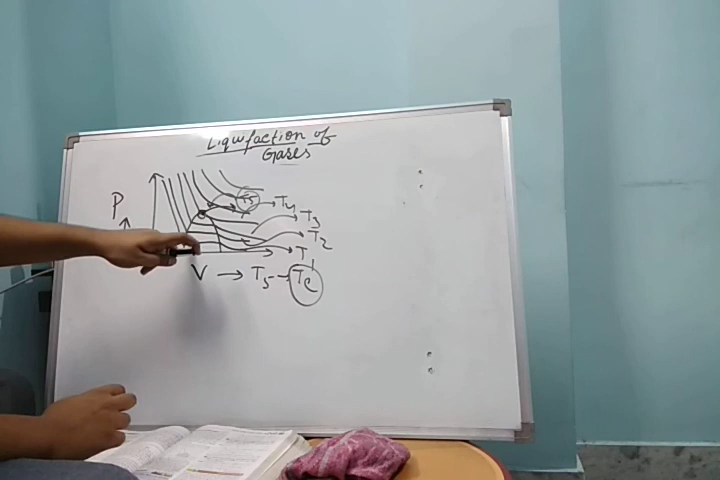 Liquifaction of
Gases
P
T5
T4
T3
T2
T1
V → T5 → Tc